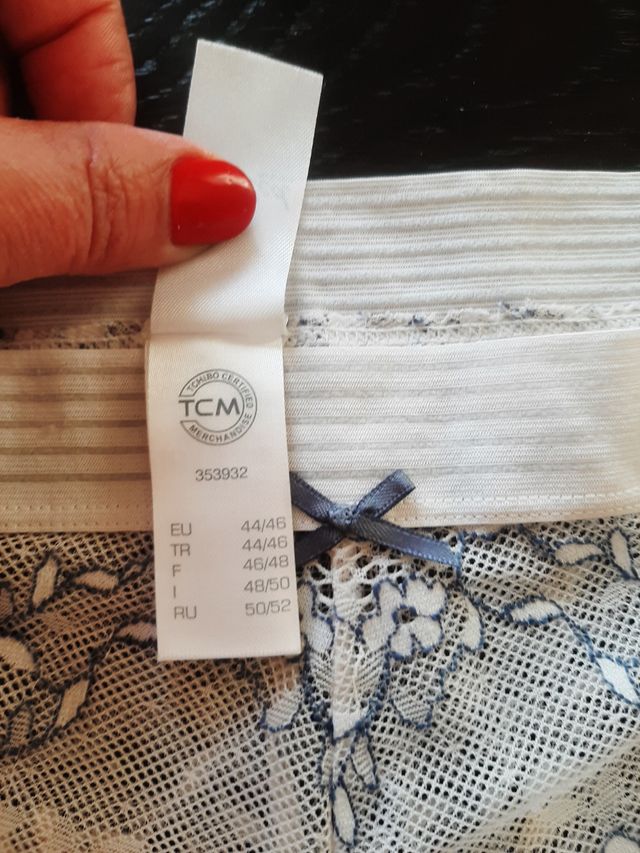 TCHIBO CERTIFIED
TCM
MERCHANDISE
353932
EU 44/46
TR 44/46
F 46/48
I 48/50
RU 50/52